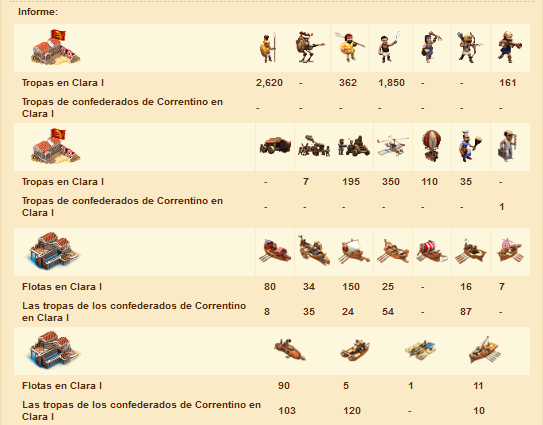 Informe:
Tropas en Clara I 2,620 - 362 1,850 - - 161
Tropas de confederados de Correntino en
Clara I - - - - - - -
Tropas en Clara I - 7 195 350 110 35 -
Tropas de confederados de Correntino en
Clara I - - - - - - 1
Flotas en Clara I 80 34 150 25 - 16 7
Las tropas de los confederados de Correntino
en Clara I 8 35 24 54 - 87 -
Flotas en Clara I 90 5 1 11
Las tropas de los confederados de Correntino en
Clara I 103 120 - 10